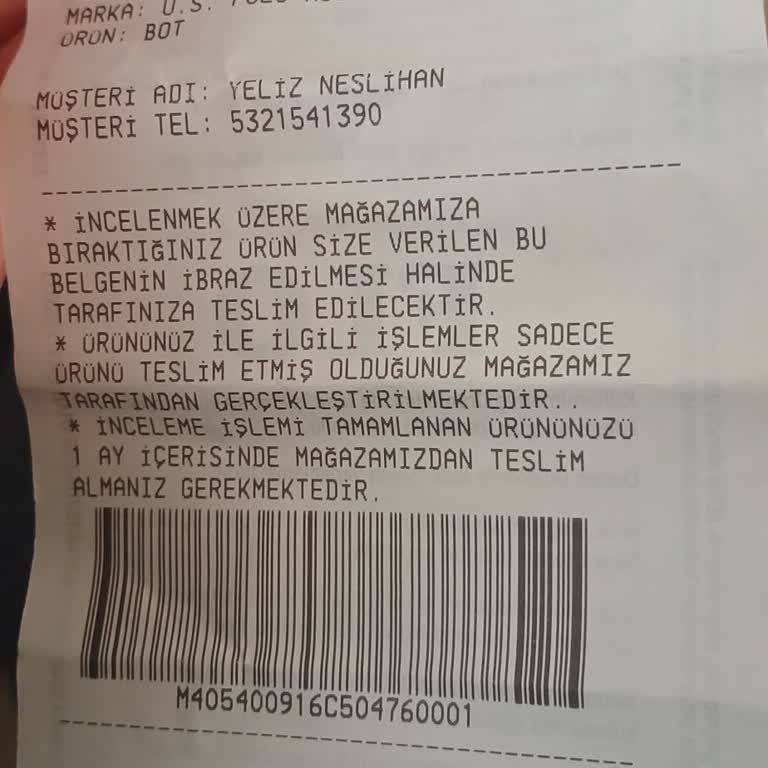 MARKA: U.S.
ÜRÜN: BOT
MÜŞTERİ ADI: YELİZ NESLİHAN
MÜŞTERİ TEL: 5321541390
* İNCELENMEK ÜZERE MAĞAZAMIZA
BIRAKTIĞINIZ ÜRÜN SİZE VERİLEN BU
BELGENİN İBRAZ EDİLMESİ HALİNDE
TARAFINIZA TESLİM EDİLECEKTİR.
* ÜRÜNÜNÜZ İLE İLGİLİ İŞLEMLER SADECE
ÜRÜNÜ TESLİM ETMİŞ OLDUĞUNUZ MAĞAZAMIZ
TARAFINDAN GERÇEKLEŞTİRİLMEKTEDİR..
* İNCELEME İŞLEMİ TAMAMLANAN ÜRÜNÜNÜZÜ
1 AY İÇERİSİNDE MAĞAZAMIZDAN TESLİM
ALMANIZ GEREKMEKTEDİR.
M405400916C504760001